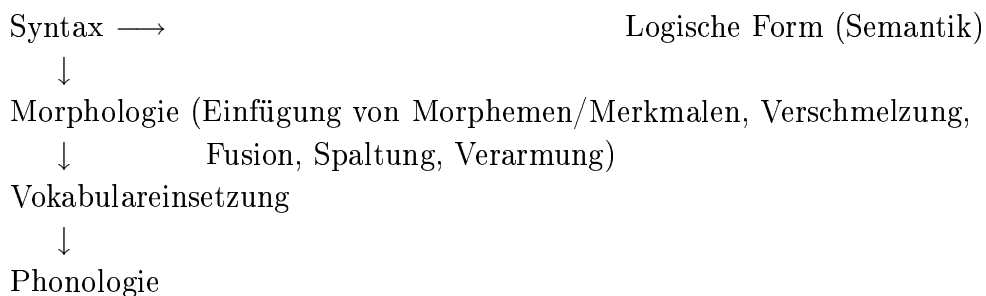 Syntax ⟶ Logische Form (Semantik)
↓
Morphologie (Einfügung von Morphemen/Merkmalen, Verschmelzung,
↓ Fusion, Spaltung, Verarmung)
Vokabulareinsetzung
↓
Phonologie